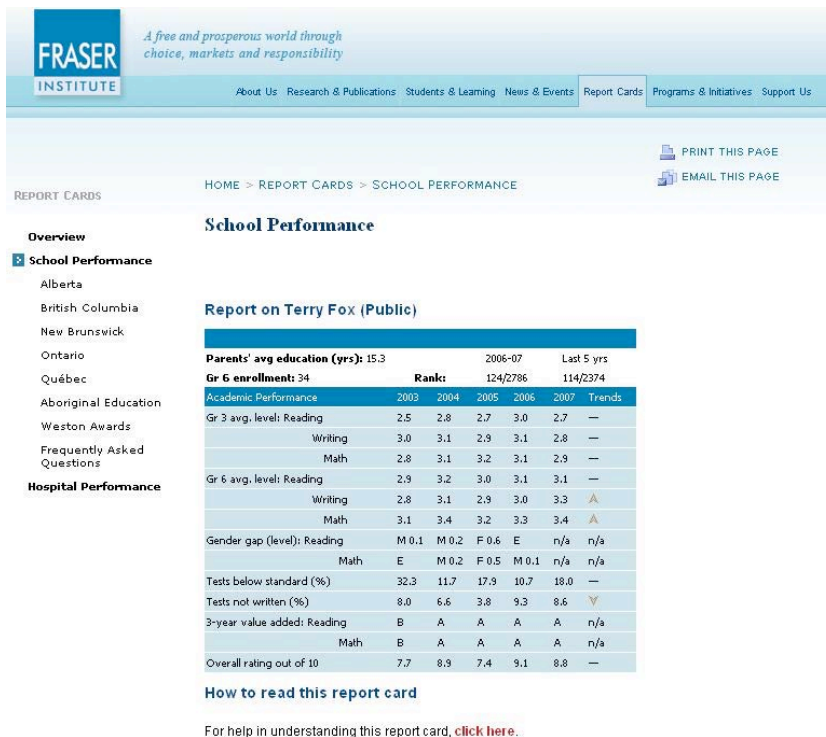 FRASER
INSTITUTE
A free and prosperous world through
choice, markets and responsibility
About Us Research & Publications Students & Learning News & Events Report Cards Programs & Initiatives Support Us
PRINT THIS PAGE
EMAIL THIS PAGE
REPORT CARDS
Overview
School Performance
Alberta
British Columbia
New Brunswick
Ontario
Québec
Aboriginal Education
Weston Awards
Frequently Asked
Questions
Hospital Performance
HOME > REPORT CARDS > SCHOOL PERFORMANCE
School Performance
Report on Terry Fox (Public)
Parents' avg education (yrs): 15.3 2006-07 Last 5 yrs
Gr 6 enrollment: 34 Rank: 124/2786 114/2374
Academic Performance 2003 2004 2005 2006 2007 Trends
Gr 3 avg. level: Reading 2.5 2.8 2.7 3.0 2.7 —
Writing 3.0 3.1 2.9 3.1 2.8 —
Math 2.8 3.1 3.2 3.1 2.9 —
Gr 6 avg. level: Reading 2.9 3.2 3.0 3.1 3.1 —
Writing 2.8 3.1 2.9 3.0 3.3
Math 3.1 3.4 3.2 3.3 3.4
Gender gap (level): Reading M 0.1 M 0.2 F 0.6 E n/a n/a
Math E M 0.2 F 0.5 M 0.1 n/a n/a
Tests below standard (%) 32.3 11.7 17.9 10.7 18.0 —
Tests not written (%) 8.0 6.6 3.8 9.3 8.6
3-year value added: Reading B A A A A n/a
Math B A A A A n/a
Overall rating out of 10 7.7 8.9 7.4 9.1 8.8 —
How to read this report card
For help in understanding this report card, click here.